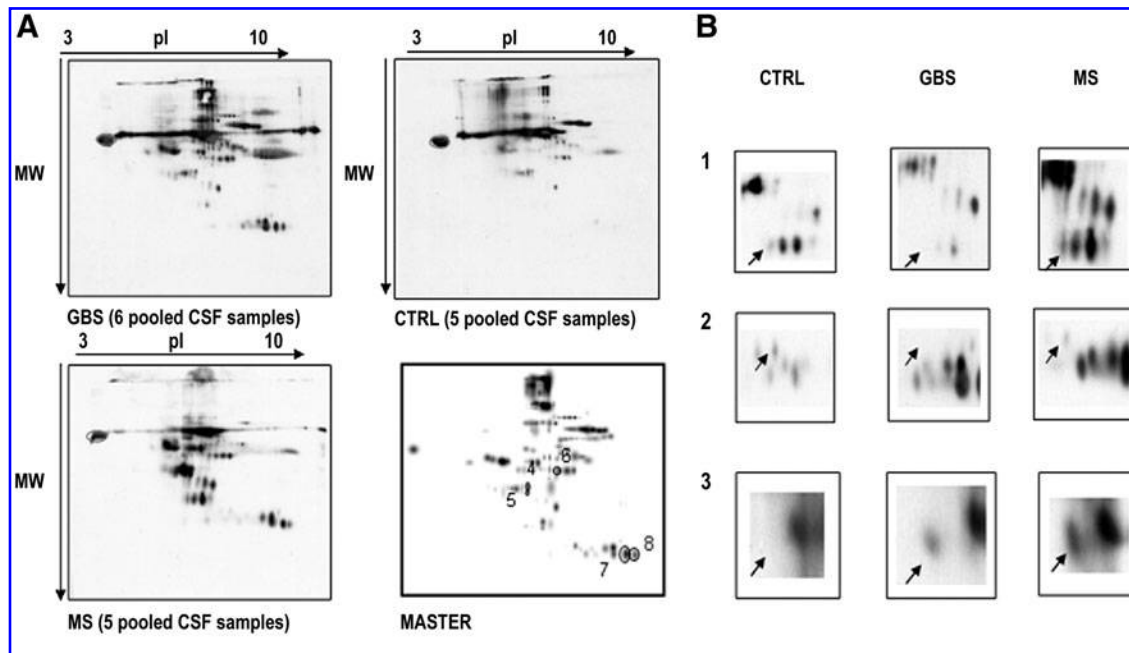 A
B
3 pI 10
3 pI 10
MW
MW
GBS (6 pooled CSF samples)
CTRL (5 pooled CSF samples)
3 pI 10
MW
4
6
5
7
8
MS (5 pooled CSF samples)
MASTER
CTRL
GBS
MS
1
2
3